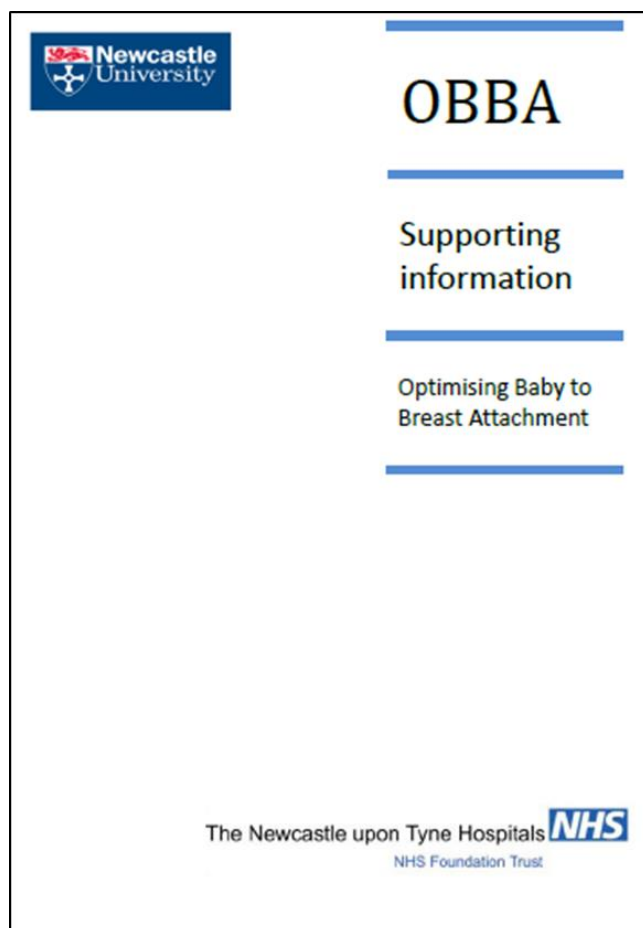 Newcastle
University
OBBA
Supporting
information
Optimising Baby to
Breast Attachment
The Newcastle upon Tyne Hospitals NHS
NHS Foundation Trust